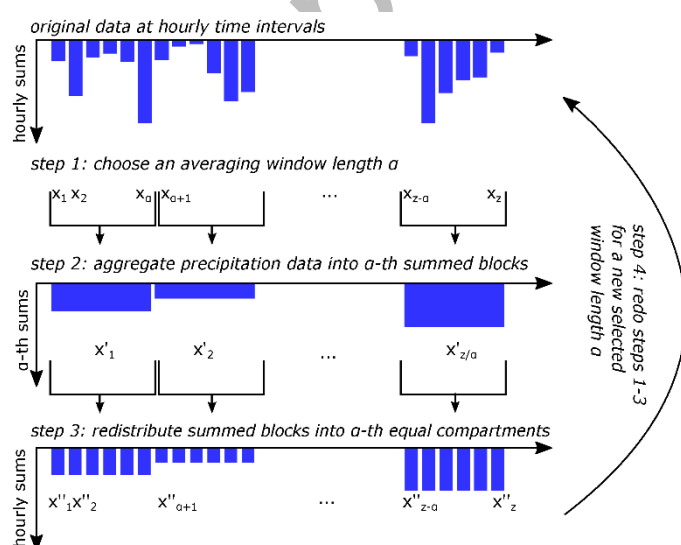 original data at hourly time intervals
hourly sums
step 1: choose an averaging window length a
x1 x2 xa xa+1 ... xz-a xz
step 2: aggregate precipitation data into a-th summed blocks
a-th sums
x'1 x'2 ... x'z/a
step 3: redistribute summed blocks into a-th equal compartments
hourly sums
x''1 x''2 x''a+1 ... x''z-a x''z
step 4: redo steps 1-3
for a new selected
window length a